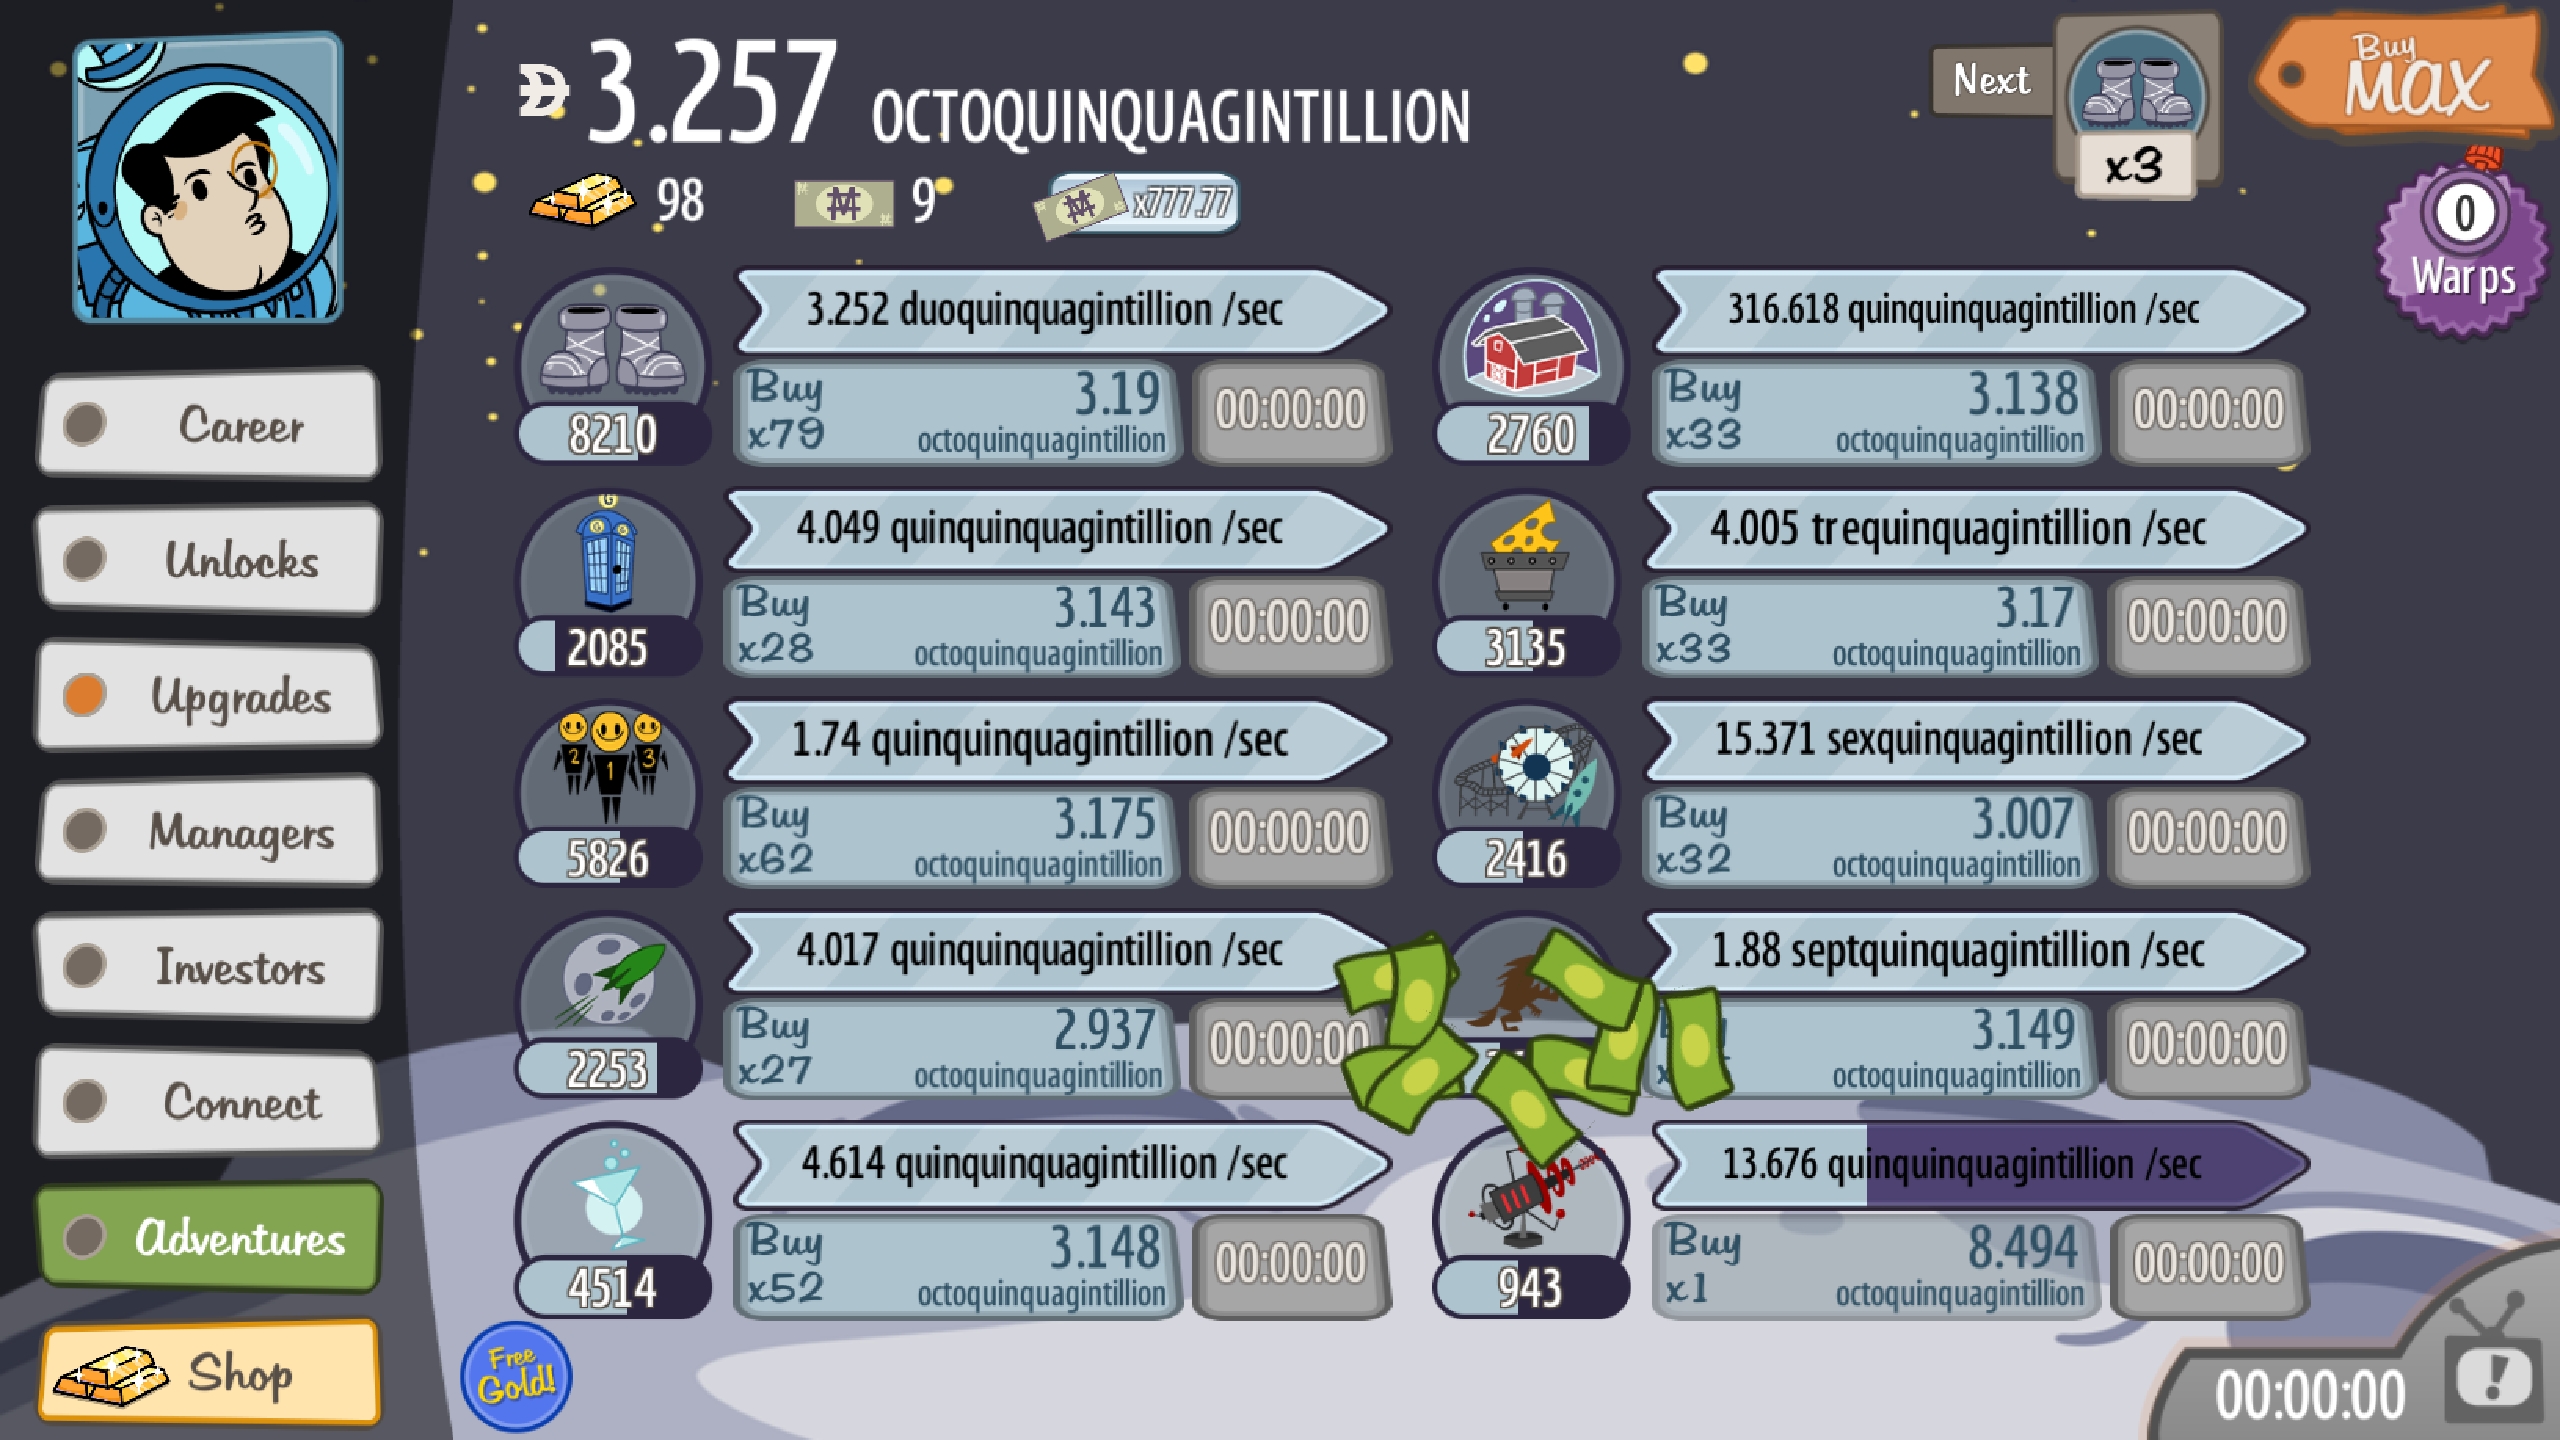 3.257 OCTOQUINQUAGINTILLION
Next
x3
Buy
MAX
98
9
x777.77
0
Warps
Career
Unlocks
Upgrades
Managers
Investors
Connect
Adventures
Shop
3.252 duoquinquagintillion /sec
8210
Buy
x79
3.19
octoquinquagintillion
00:00:00
316.618 quinquinquagintillion /sec
2760
Buy
x33
3.138
octoquinquagintillion
00:00:00
G
G G
4.049 quinquinquagintillion /sec
2085
Buy
x28
3.143
octoquinquagintillion
00:00:00
4.005 trequinquagintillion /sec
3135
Buy
x33
3.17
octoquinquagintillion
00:00:00
2 1 3
1.74 quinquinquagintillion /sec
5826
Buy
x62
3.175
octoquinquagintillion
00:00:00
15.371 sexquinquagintillion /sec
2416
Buy
x32
3.007
octoquinquagintillion
00:00:00
4.017 quinquinquagintillion /sec
2253
Buy
x27
2.937
octoquinquagintillion
00:00:00
1.88 septquinquagintillion /sec
3.149
octoquinquagintillion
00:00:00
4.614 quinquinquagintillion /sec
4514
Buy
x52
3.148
octoquinquagintillion
00:00:00
13.676 quinquinquagintillion /sec
943
Buy
x1
8.494
octoquinquagintillion
00:00:00
Free
Gold!
00:00:00
!